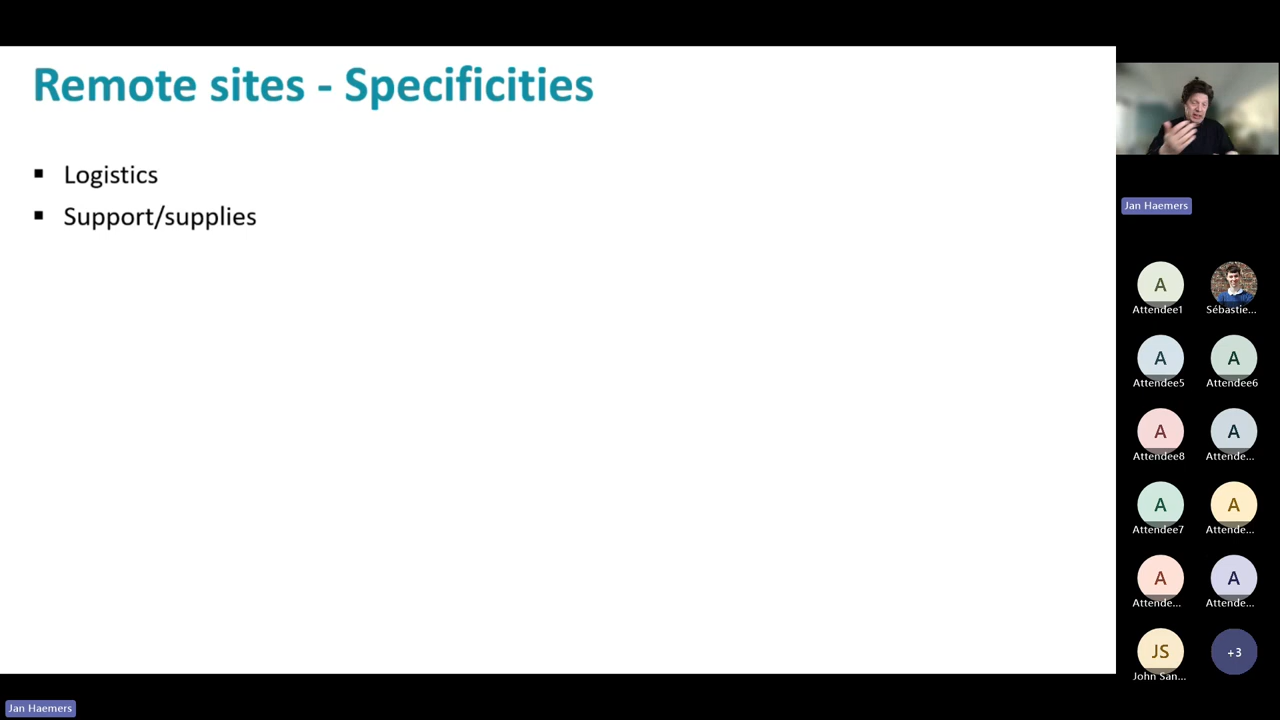 Remote sites - Specificities
▪ Logistics
▪ Support/supplies
Jan Haemers
A
Attendee1
Sébastie...
A
Attendee5
A
Attendee6
A
Attendee8
A
Attende...
A
Attendee7
A
Attende...
A
Attende...
A
Attende...
JS
John San...
+3
Jan Haemers